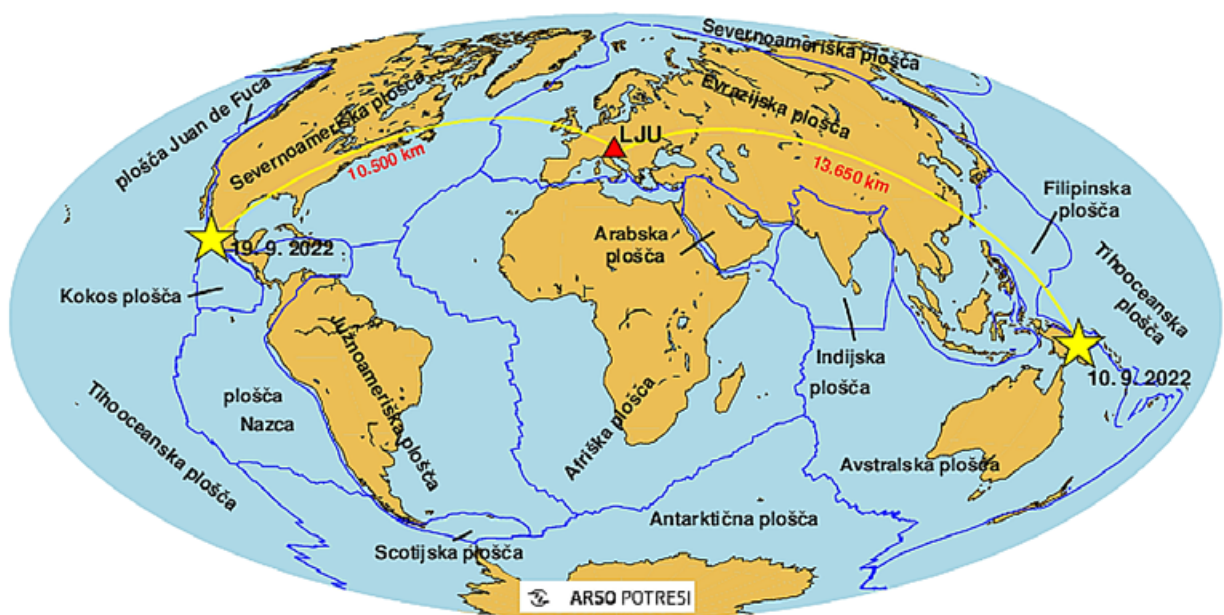 Severnoameriška plošča
plošča Juan de Fuca
Severnoameriška plošča
Evrazijska plošča
LJU
10.500 km
13.650 km
Filipinska
plošča
Arabska
plošča
19. 9. 2022
Tihooceanska
plošča
Kokos plošča
Indijska
plošča
10. 9. 2022
Južnoameriška plošča
plošča
Nazca
Afriška plošča
Tihooceanska plošča
Avstralska plošča
Antarktična plošča
Scotijska plošča
ARSO POTRESI